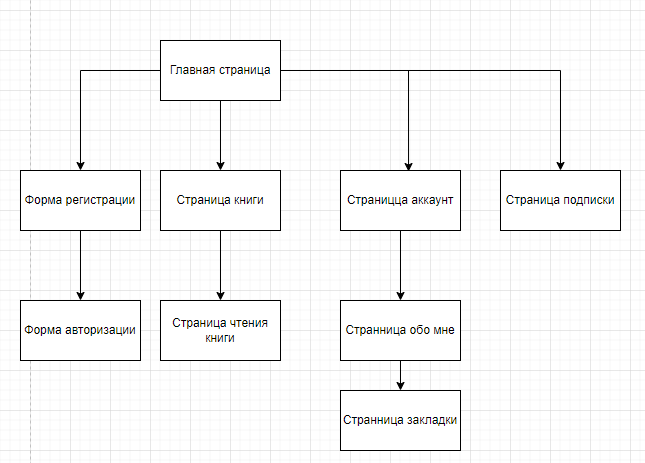 Главная страница
Форма регистрации
Страница книги
Страницца аккаунт
Страница подписки
Форма авторизации
Страница чтения
книги
Странница обо мне
Странница закладки